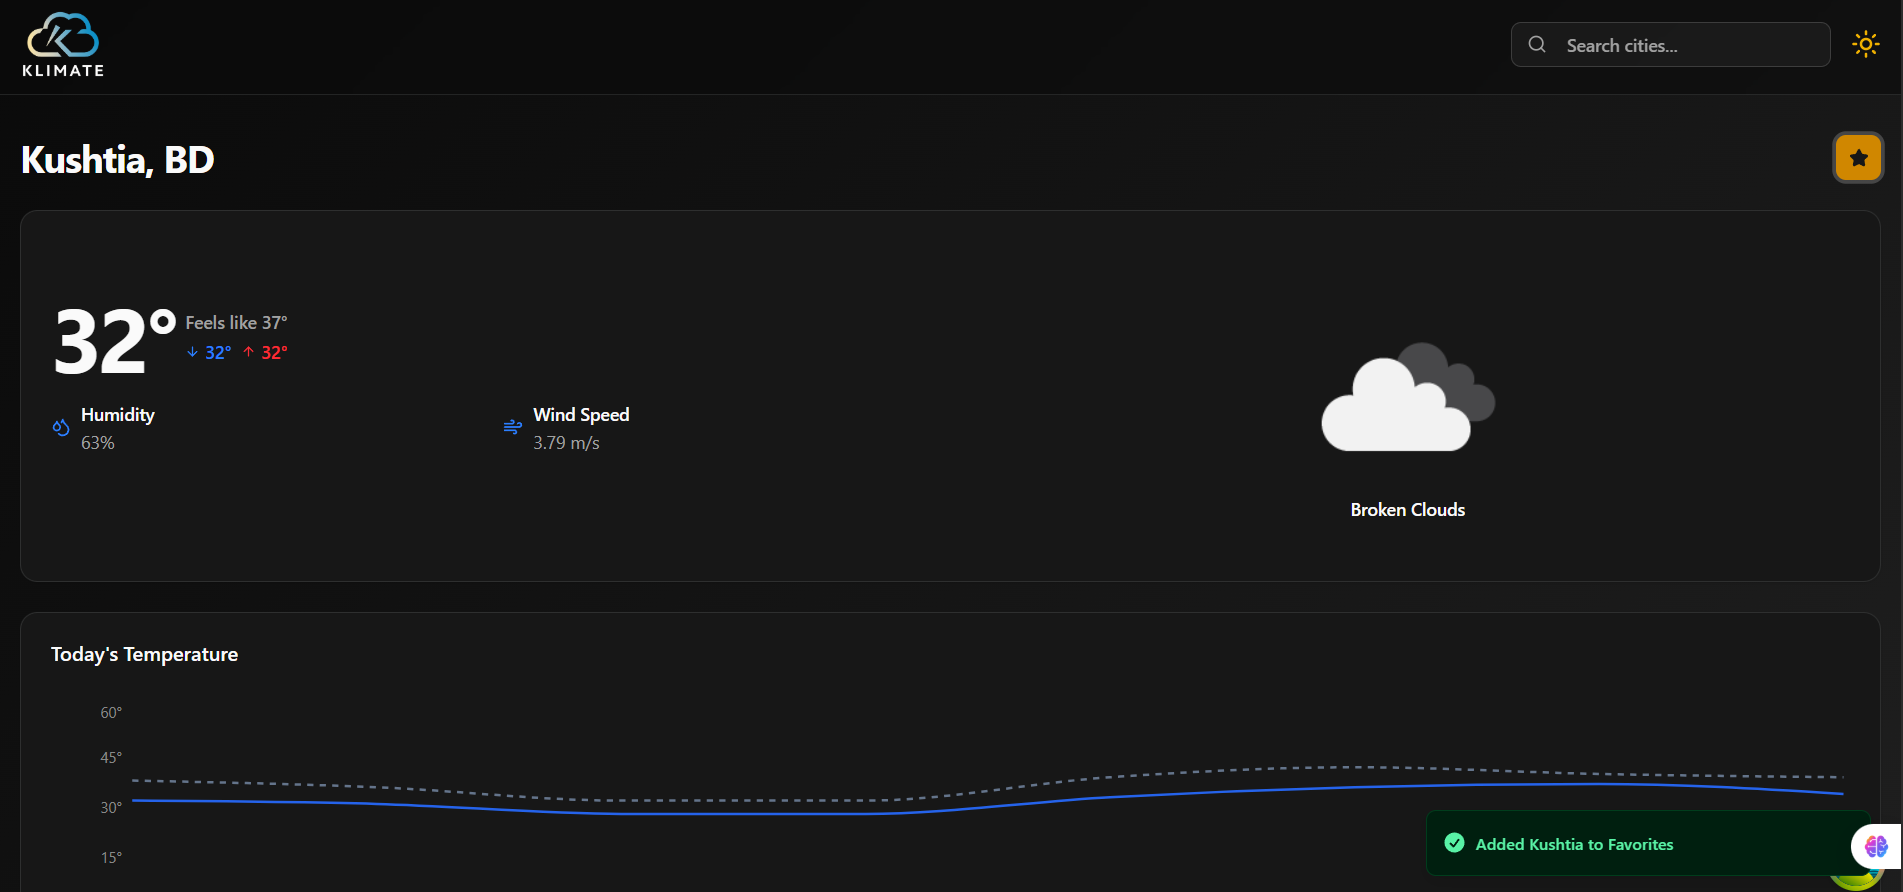 KLIMATE
Search cities...
Kushtia, BD
32°
Feels like 37°
↓ 32° ↑ 32°
Humidity
63%
Wind Speed
3.79 m/s
Broken Clouds
Today's Temperature
60°
45°
30°
15°
Added Kushtia to Favorites